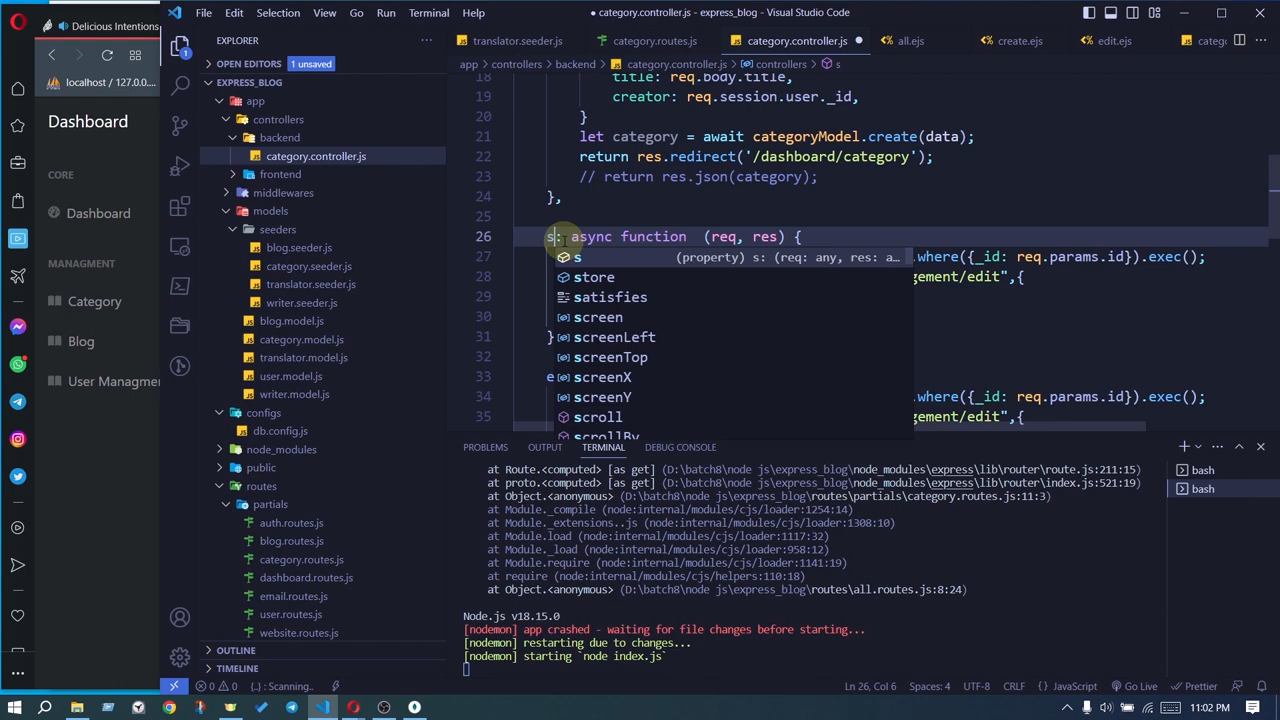 Delicious Intentions
localhost / 127.0.0.
Dashboard
CORE
Dashboard
MANAGMENT
Category
Blog
User Managmer
File Edit Selection View Go Run Terminal Help
● category.controller.js - express_blog - Visual Studio Code
EXPLORER
OPEN EDITORS 1 unsaved
EXPRESS_BLOG
app
controllers
backend
category.controller.js
frontend
middlewares
models
seeders
blog.seeder.js
category.seeder.js
translator.seeder.js
writer.seeder.js
blog.model.js
category.model.js
translator.model.js
user.model.js
writer.model.js
configs
db.config.js
node_modules
public
routes
partials
auth.routes.js
blog.routes.js
category.routes.js
dashboard.routes.js
email.routes.js
user.routes.js
website.routes.js
OUTLINE
TIMELINE
translator.seeder.js category.routes.js category.controller.js all.ejs create.ejs edit.ejs catego
app > controllers > backend > category.controller.js > controllers > s
18 title: req.body.title,
19 creator: req.session.user._id,
20 }
21 let category = await categoryModel.create(data);
22 return res.redirect('/dashboard/category');
23 // return res.json(category);
24 },
25
26 s: async function (req, res) {
27 .where({_id: req.params.id}).exec();
28 gement/edit",{
29
30
31 }
32
33 e
34 .where({_id: req.params.id}).exec();
35 gement/edit",{
s (property) s: (req: any, res: a…
store
satisfies
screen
screenLeft
screenTop
screenX
screenY
scroll
scrollBy
PROBLEMS OUTPUT TERMINAL DEBUG CONSOLE
at Route.<computed> [as get] (D:\batch8\node js\express_blog\node_modules\express\lib\router\route.js:211:15)
at proto.<computed> [as get] (D:\batch8\node js\express_blog\node_modules\express\lib\router\index.js:521:19)
at Object.<anonymous> (D:\batch8\node js\express_blog\routes\partials\category.routes.js:11:3)
at Module._compile (node:internal/modules/cjs/loader:1254:14)
at Module._extensions..js (node:internal/modules/cjs/loader:1308:10)
at Module.load (node:internal/modules/cjs/loader:1117:32)
at Module._load (node:internal/modules/cjs/loader:958:12)
at Module.require (node:internal/modules/cjs/loader:1141:19)
at require (node:internal/modules/cjs/helpers:110:18)
at Object.<anonymous> (D:\batch8\node js\express_blog\routes\all.routes.js:8:24)
Node.js v18.15.0
[nodemon] app crashed - waiting for file changes before starting...
[nodemon] restarting due to changes...
[nodemon] starting `node index.js`
bash
bash
0 0 {..} : Scanning.. Ln 26, Col 6 Spaces: 4 UTF-8 CRLF JavaScript Go Live Prettier
11:02 PM